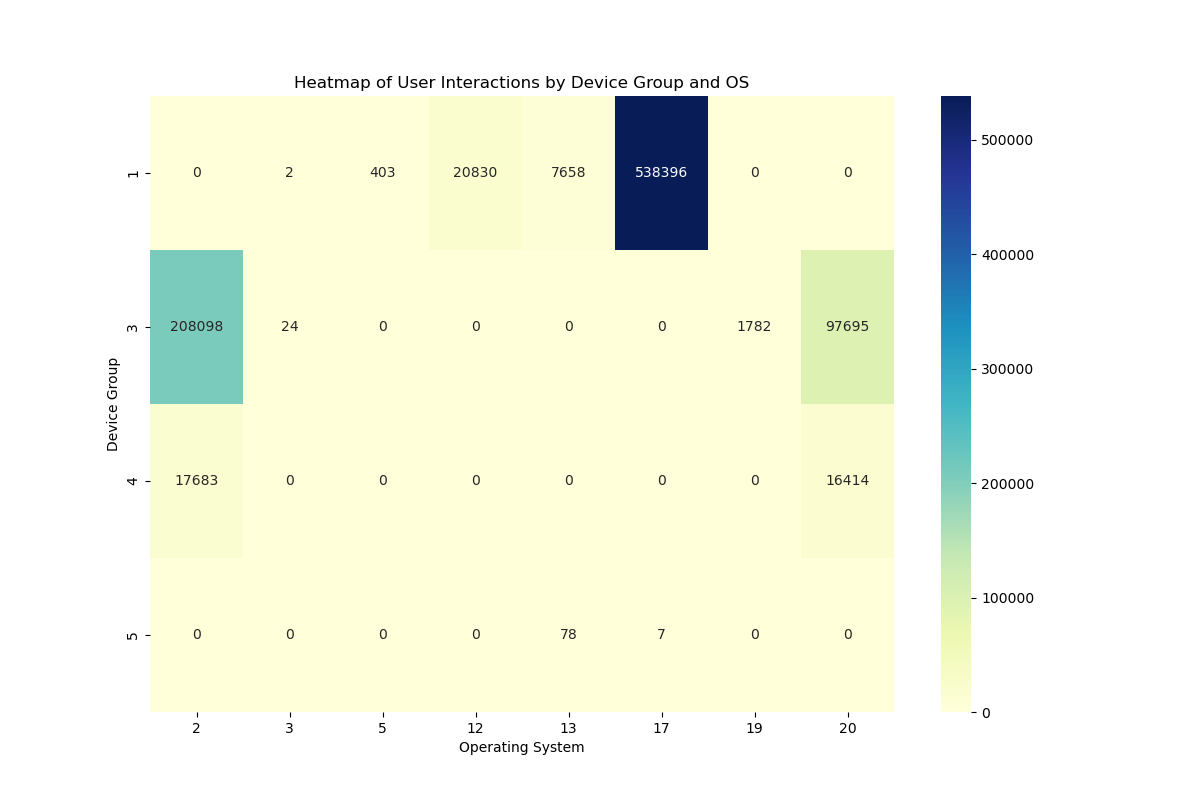 Heatmap of User Interactions by Device Group and OS
1
0 2 403 20830 7658 538396 0 0
3
208098 24 0 0 0 0 1782 97695
4
17683 0 0 0 0 0 0 16414
5
0 0 0 0 78 7 0 0
Device Group
2 3 5 12 13 17 19 20
Operating System
500000
400000
300000
200000
100000
0